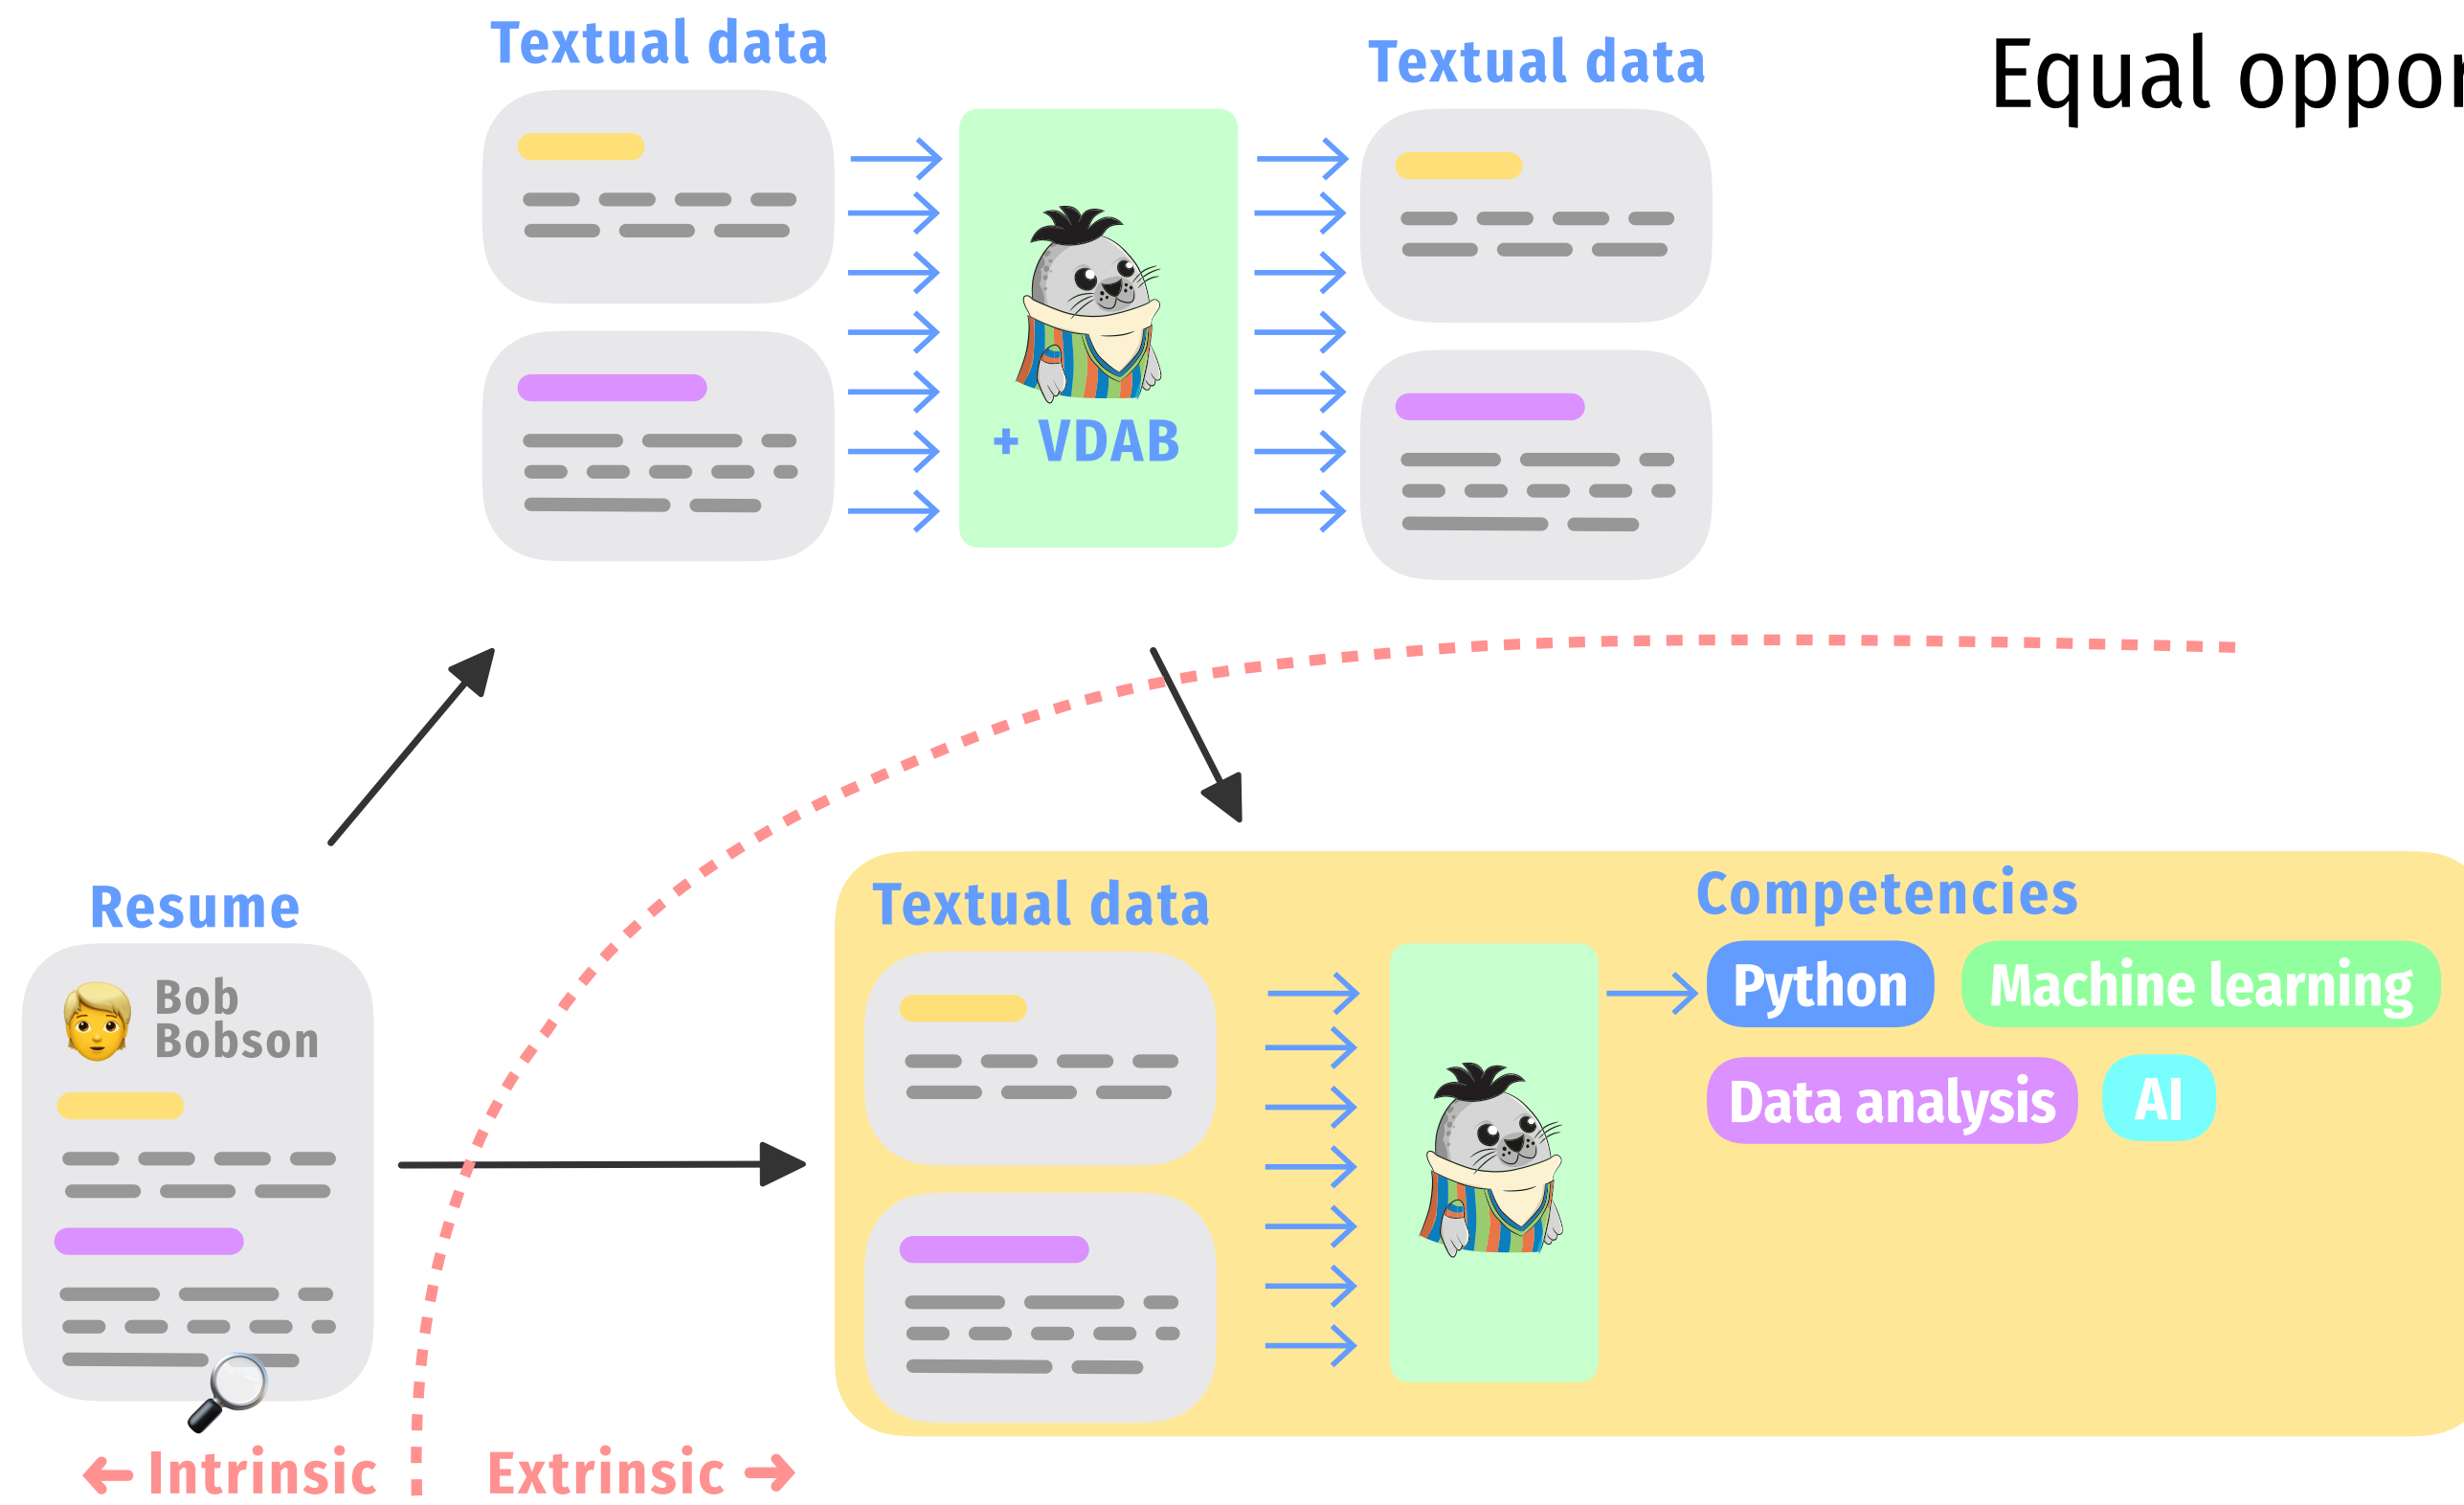 Textual data
Textual data
+ VDAB
Resume
Bob
Bobson
Textual data
Competencies
Python
Machine learning
Data analysis
AI
← Intrinsic
Extrinsic →
Equal